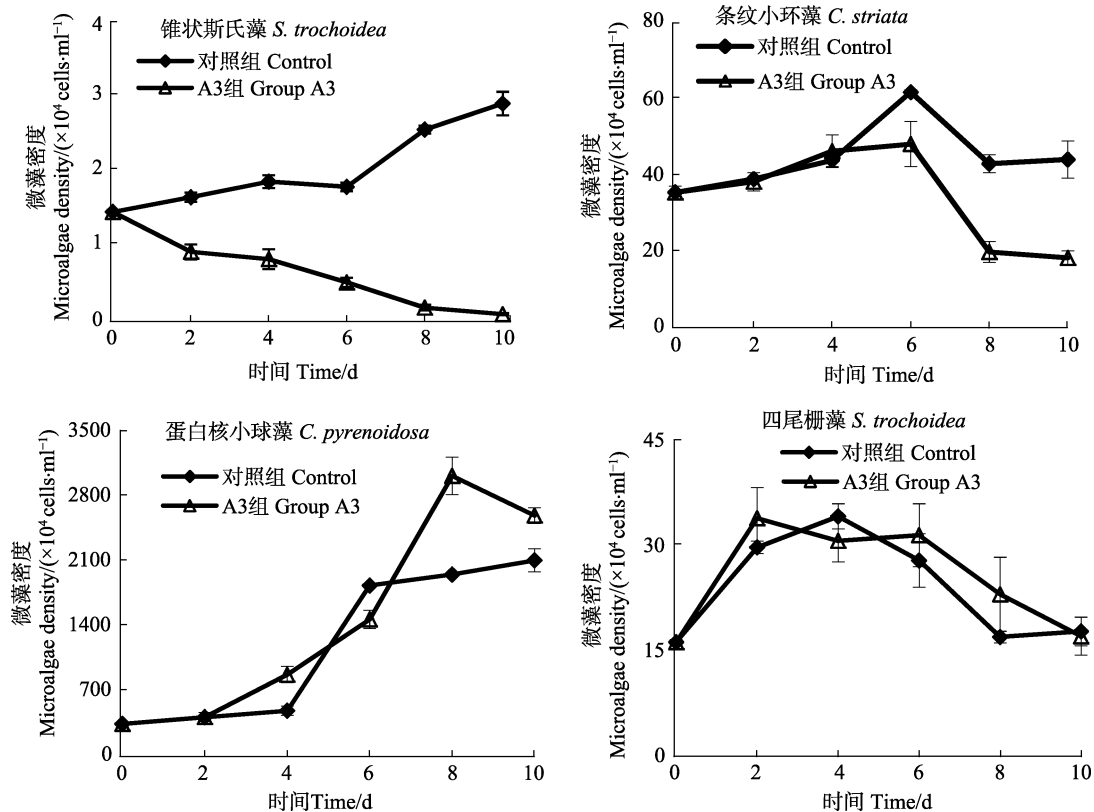 锥状斯氏藻 S. trochoidea
对照组 Control
A3组 Group A3
微藻密度
Microalgae density/(×10⁴ cells·ml⁻¹)
4
3
2
1
0
0 2 4 6 8 10
时间 Time/d
条纹小环藻 C. striata
对照组 Control
A3组 Group A3
微藻密度
Microalgae density/(×10⁴ cells·ml⁻¹)
80
60
40
20
0
0 2 4 6 8 10
时间 Time/d
蛋白核小球藻 C. pyrenoidosa
对照组 Control
A3组 Group A3
微藻密度
Microalgae density/(×10⁴ cells·ml⁻¹)
3500
2800
2100
1400
700
0
0 2 4 6 8 10
时间Time/d
四尾栅藻 S. trochoidea
对照组 Control
A3组 Group A3
微藻密度
Microalgae density/(×10⁴ cells·ml⁻¹)
45
30
15
0
0 2 4 6 8 10
时间 Time/d